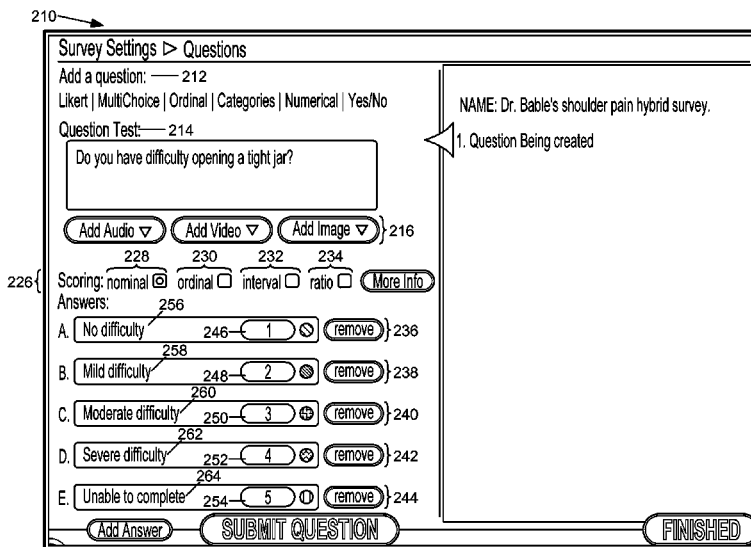 210
Survey Settings ▷ Questions
Add a question: 212
Likert | MultiChoice | Ordinal | Categories | Numerical | Yes/No
Question Test: 214
Do you have difficulty opening a tight jar?
Add Audio ▽ Add Video ▽ Add Image ▽ 216
228 230 232 234
226 Scoring: nominal ordinal interval ratio More Info
Answers:
256
A. No difficulty 246 1 remove 236
258
B. Mild difficulty 248 2 remove 238
260
C. Moderate difficulty 250 3 remove 240
262
D. Severe difficulty 252 4 remove 242
264
E. Unable to complete 254 5 remove 244
Add Answer SUBMIT QUESTION FINISHED
NAME: Dr. Bable's shoulder pain hybrid survey.
1. Question Being created